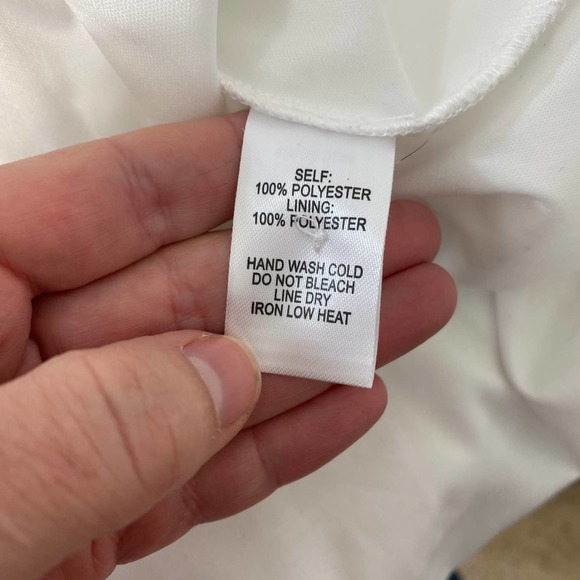 SELF:
100% POLYESTER
LINING:
100% POLYESTER
HAND WASH COLD
DO NOT BLEACH
LINE DRY
IRON LOW HEAT